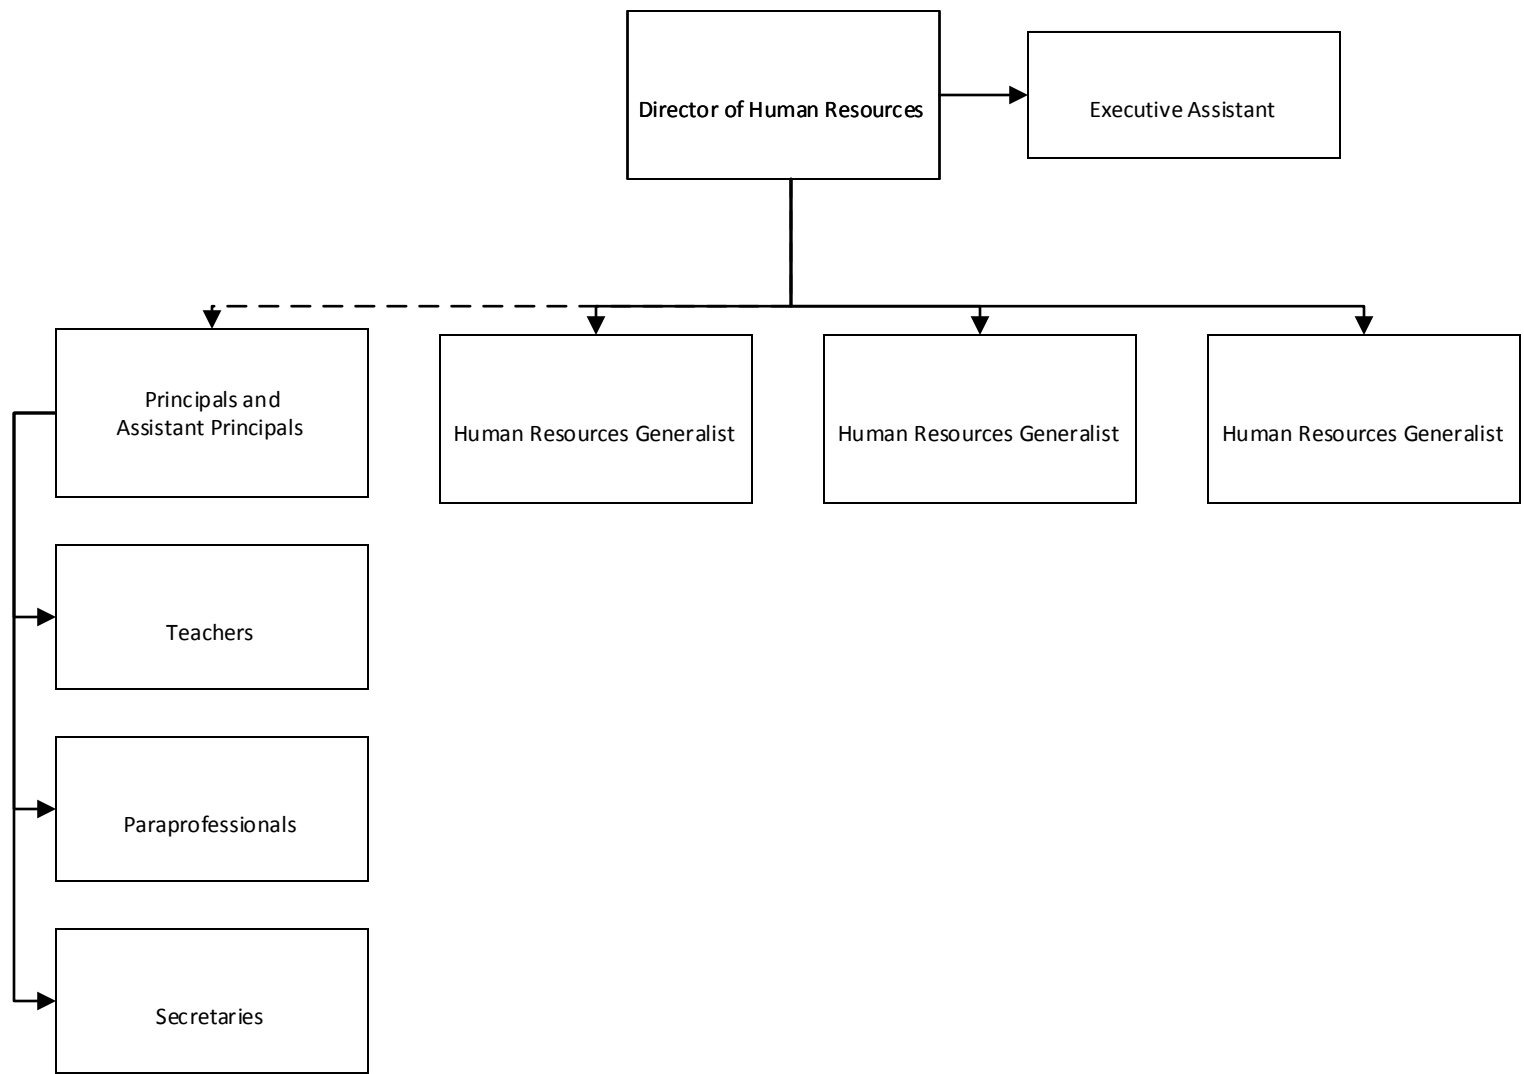 Director of Human Resources
Executive Assistant
Principals and
Assistant Principals
Human Resources Generalist
Human Resources Generalist
Human Resources Generalist
Teachers
Paraprofessionals
Secretaries